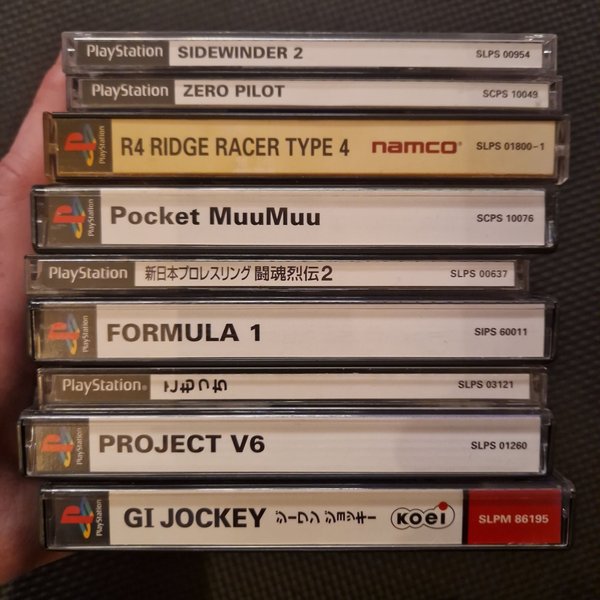 PlayStation SIDEWINDER 2 SLPS 00954
PlayStation ZERO PILOT SCPS 10049
PlayStation R4 RIDGE RACER TYPE 4 namco® SLPS 01800-1
PlayStation Pocket MuuMuu SCPS 10076
PlayStation 新日本プロレスリング 闘魂烈伝2 SLPS 00637
PlayStation FORMULA 1 SIPS 60011
PlayStation® SLPS 03121
PlayStation PROJECT V6 SLPS 01260
PlayStation GI JOCKEY ジーワン ジョッキー KOEI SLPM 86195